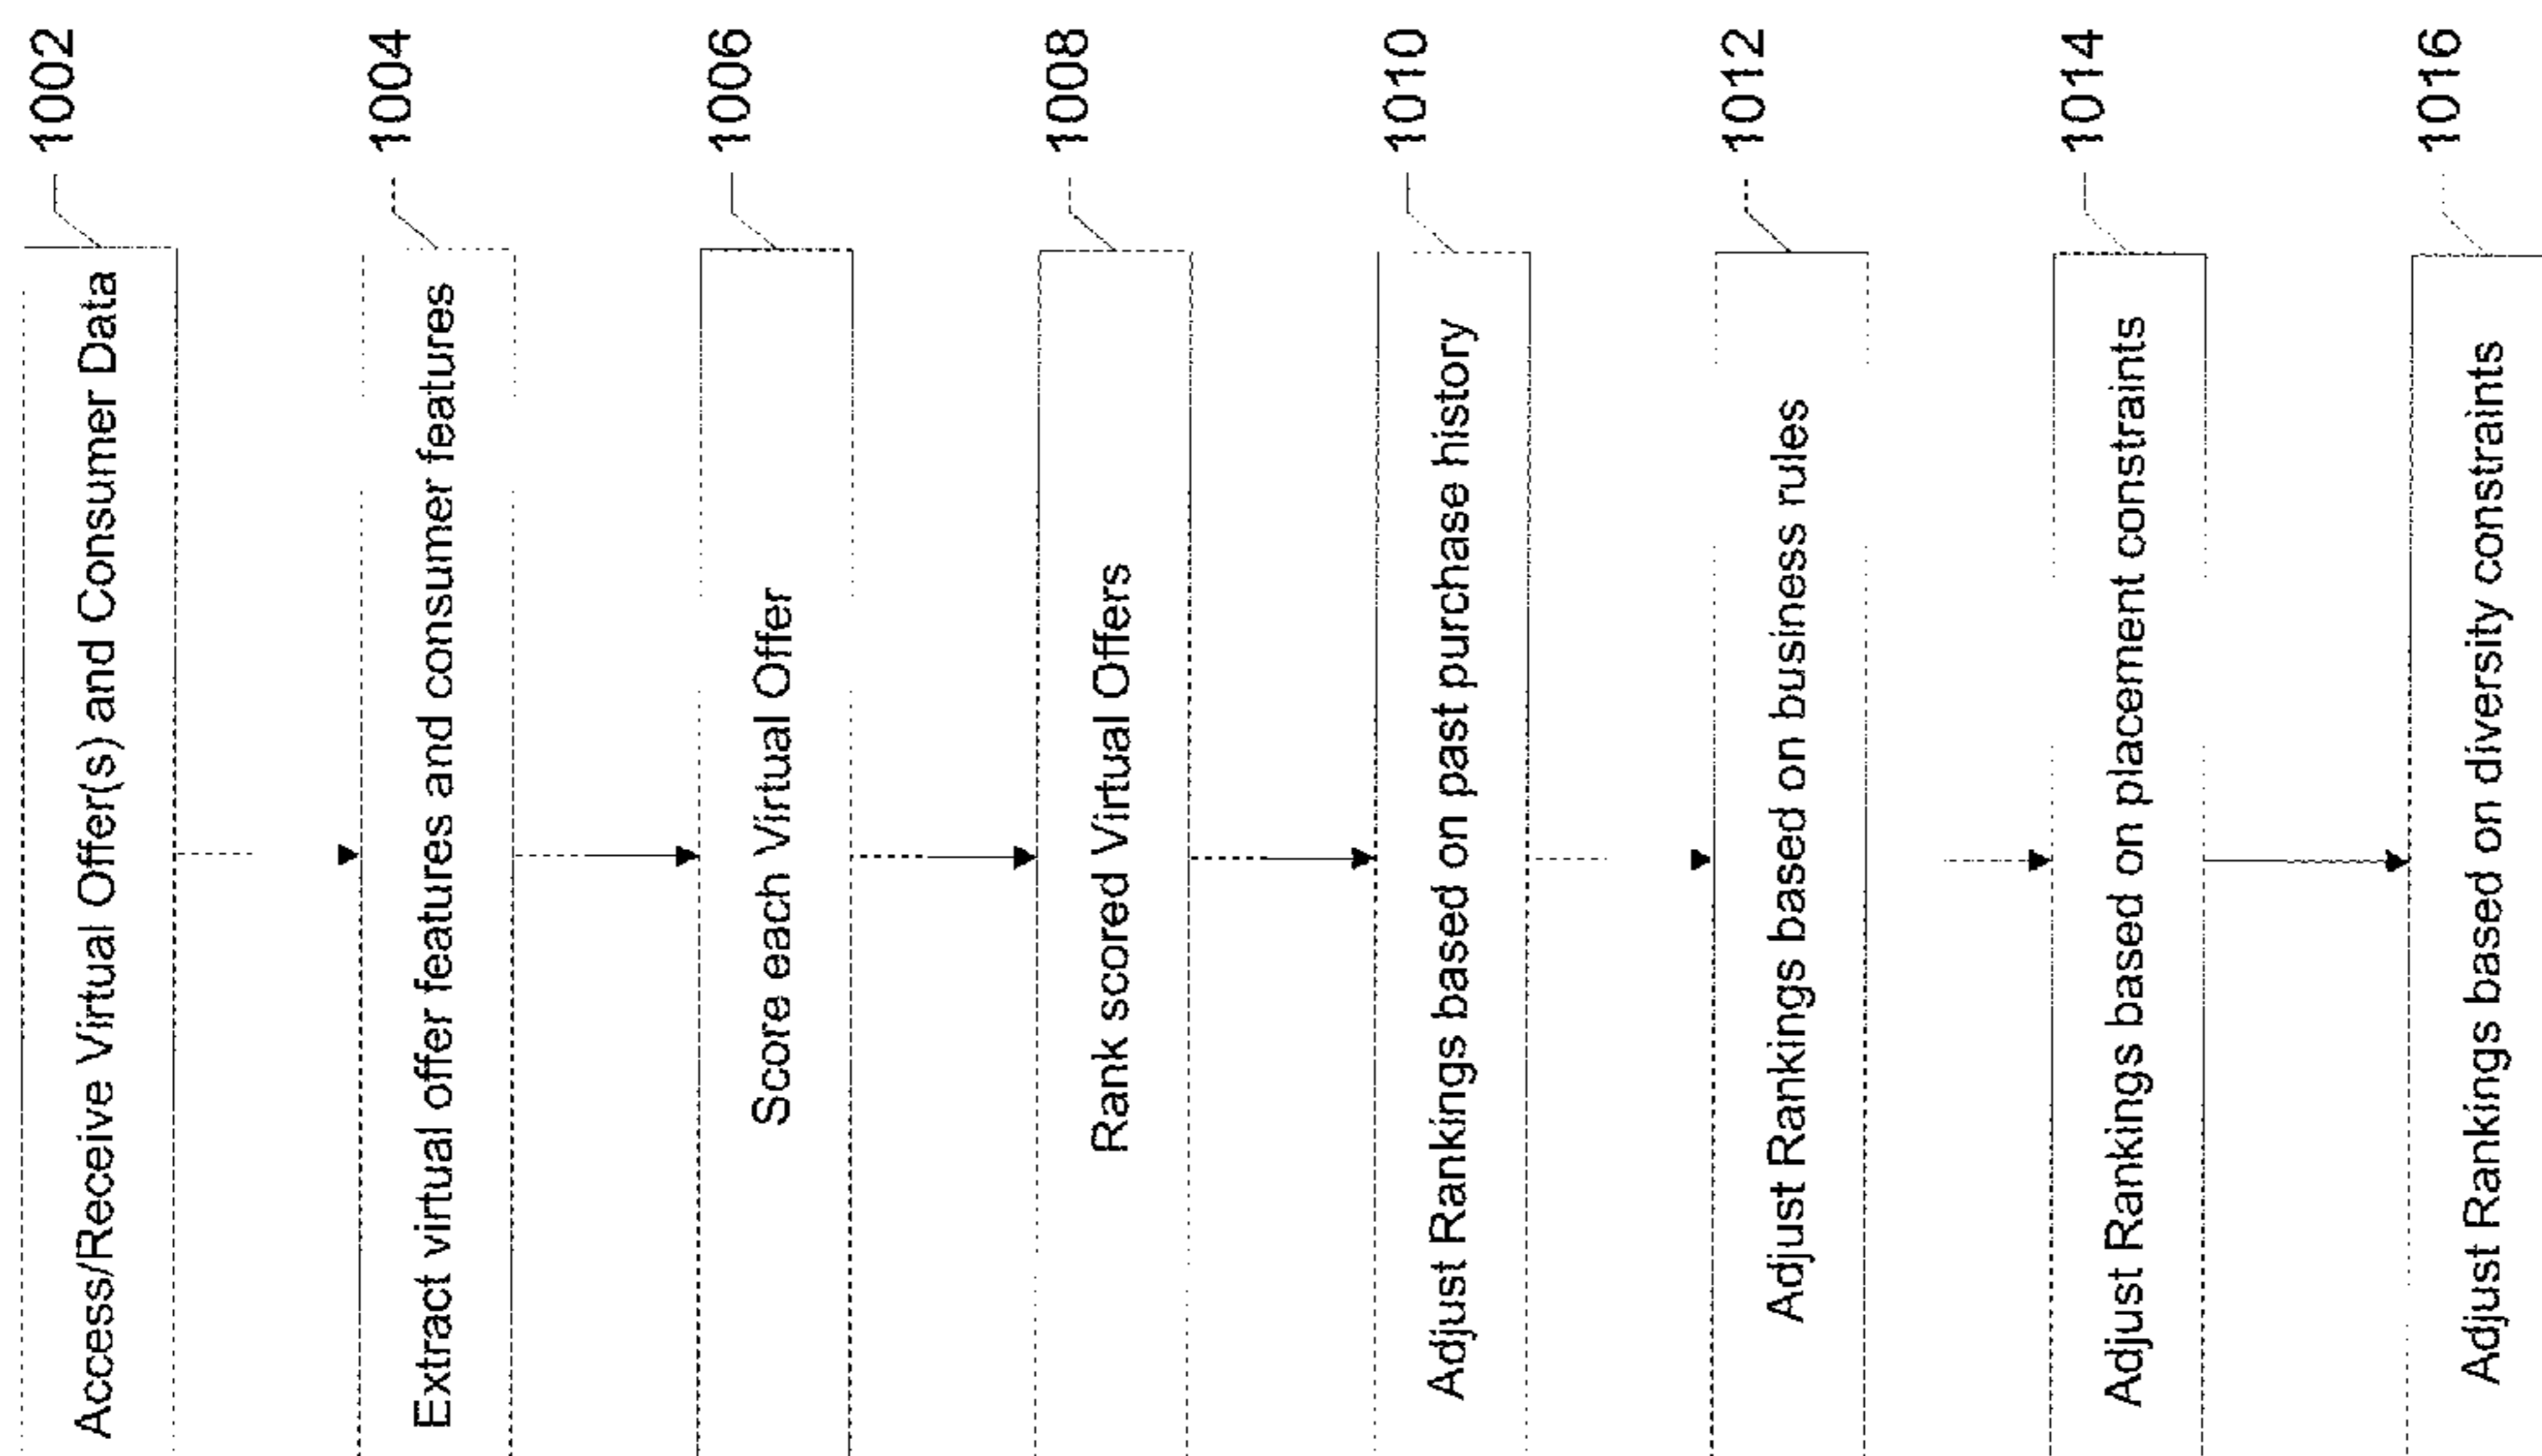 Access/Receive Virtual Offer(s) and Consumer Data
1002
Extract virtual offer features and consumer features
1004
Score each Virtual Offer
1006
Rank scored Virtual Offers
1008
Adjust Rankings based on past purchase history
1010
Adjust Rankings based on business rules
1012
Adjust Rankings based on placement constraints
1014
Adjust Rankings based on diversity constraints
1016